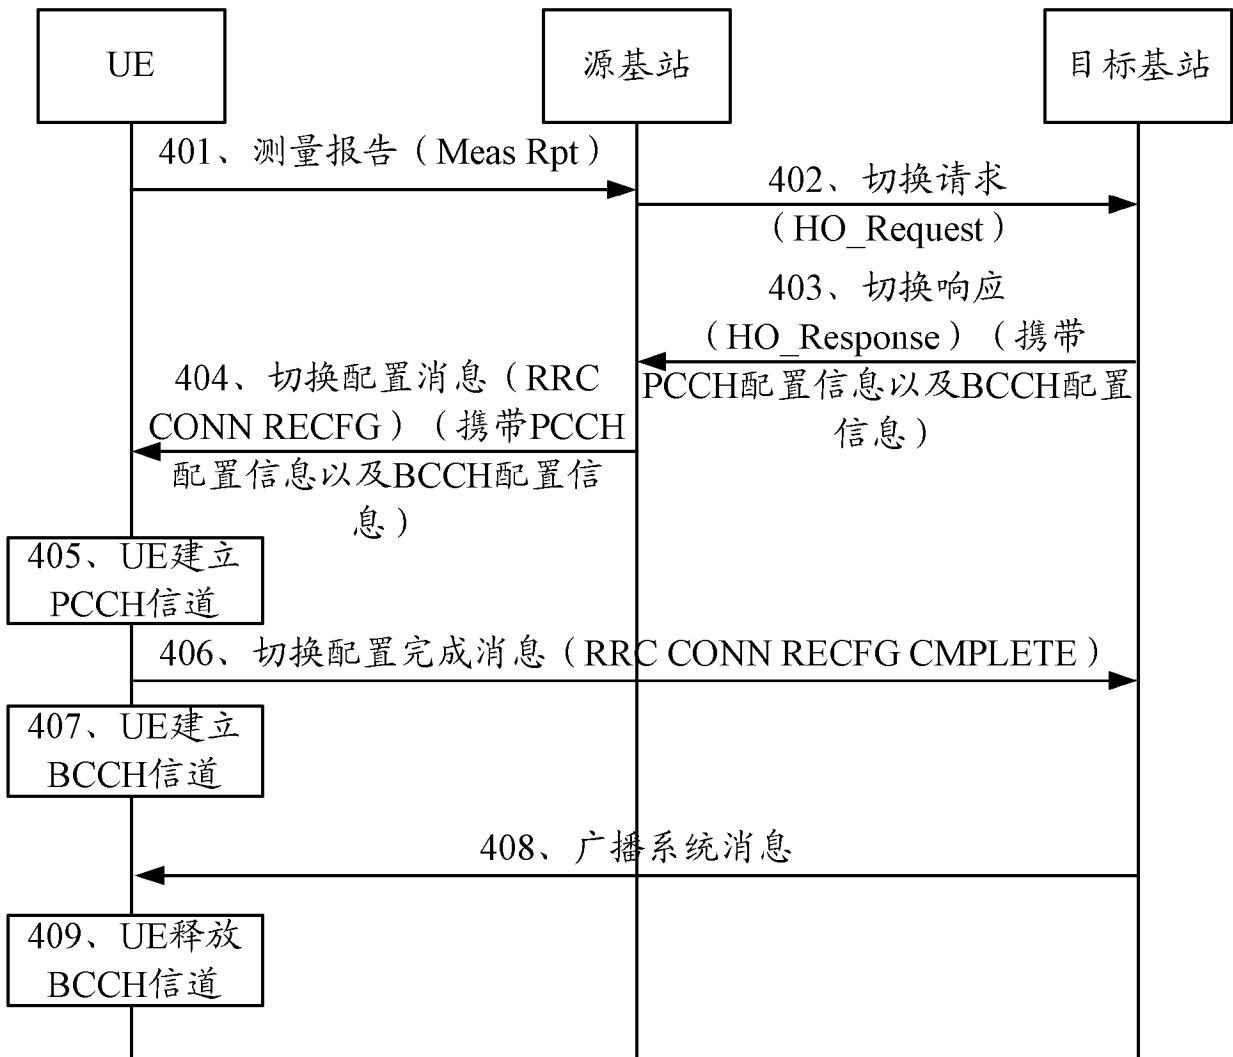 UE
源基站
目标基站
401、测量报告（Meas Rpt）
402、切换请求
（HO_Request）
403、切换响应
（HO_Response）（携带
PCCH配置信息以及BCCH配置
信息）
404、切换配置消息（RRC
CONN RECFG）（携带PCCH
配置信息以及BCCH配置信
息）
405、UE建立
PCCH信道
406、切换配置完成消息（RRC CONN RECFG CMPLETE）
407、UE建立
BCCH信道
408、广播系统消息
409、UE释放
BCCH信道